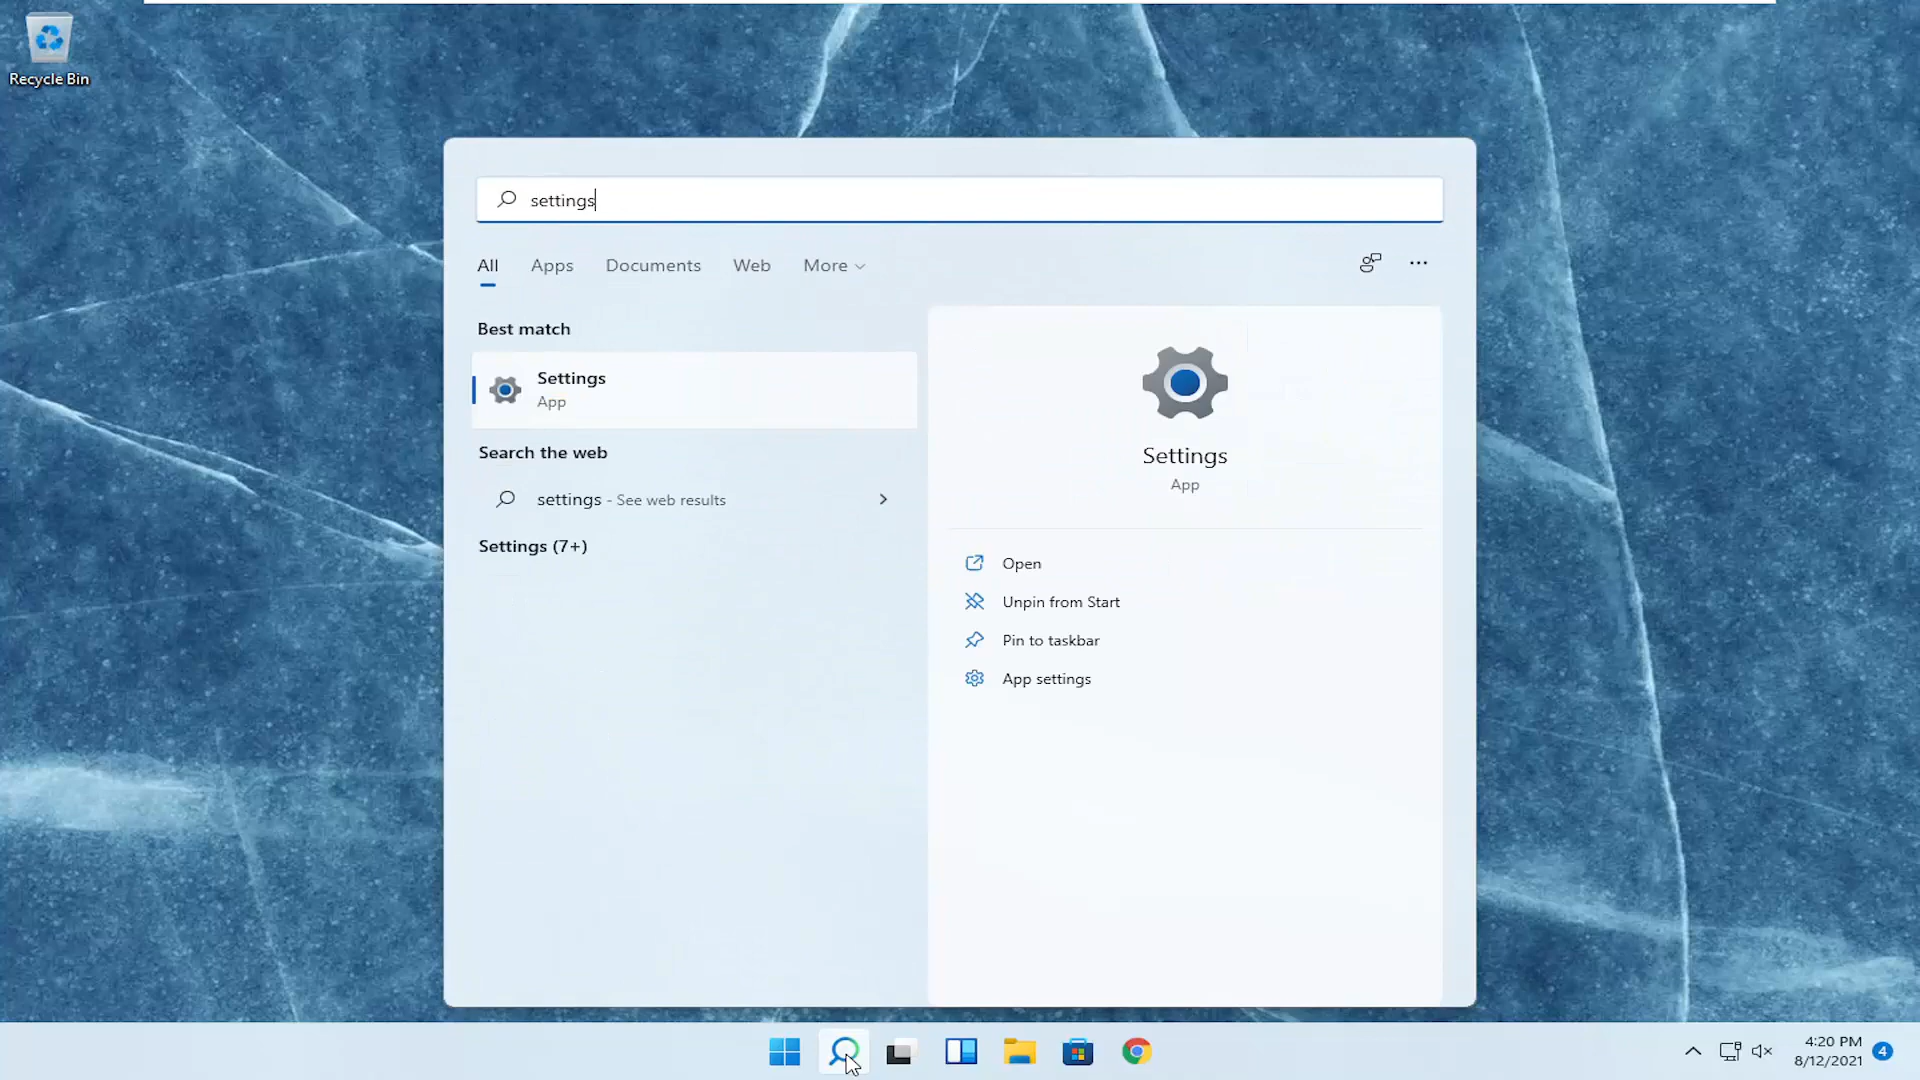 Recycle Bin
settings
All Apps Documents Web More
Best match
Settings
App
Search the web
settings - See web results
Settings (7+)
Settings
App
Open
Unpin from Start
Pin to taskbar
App settings
4:20 PM
8/12/2021
4